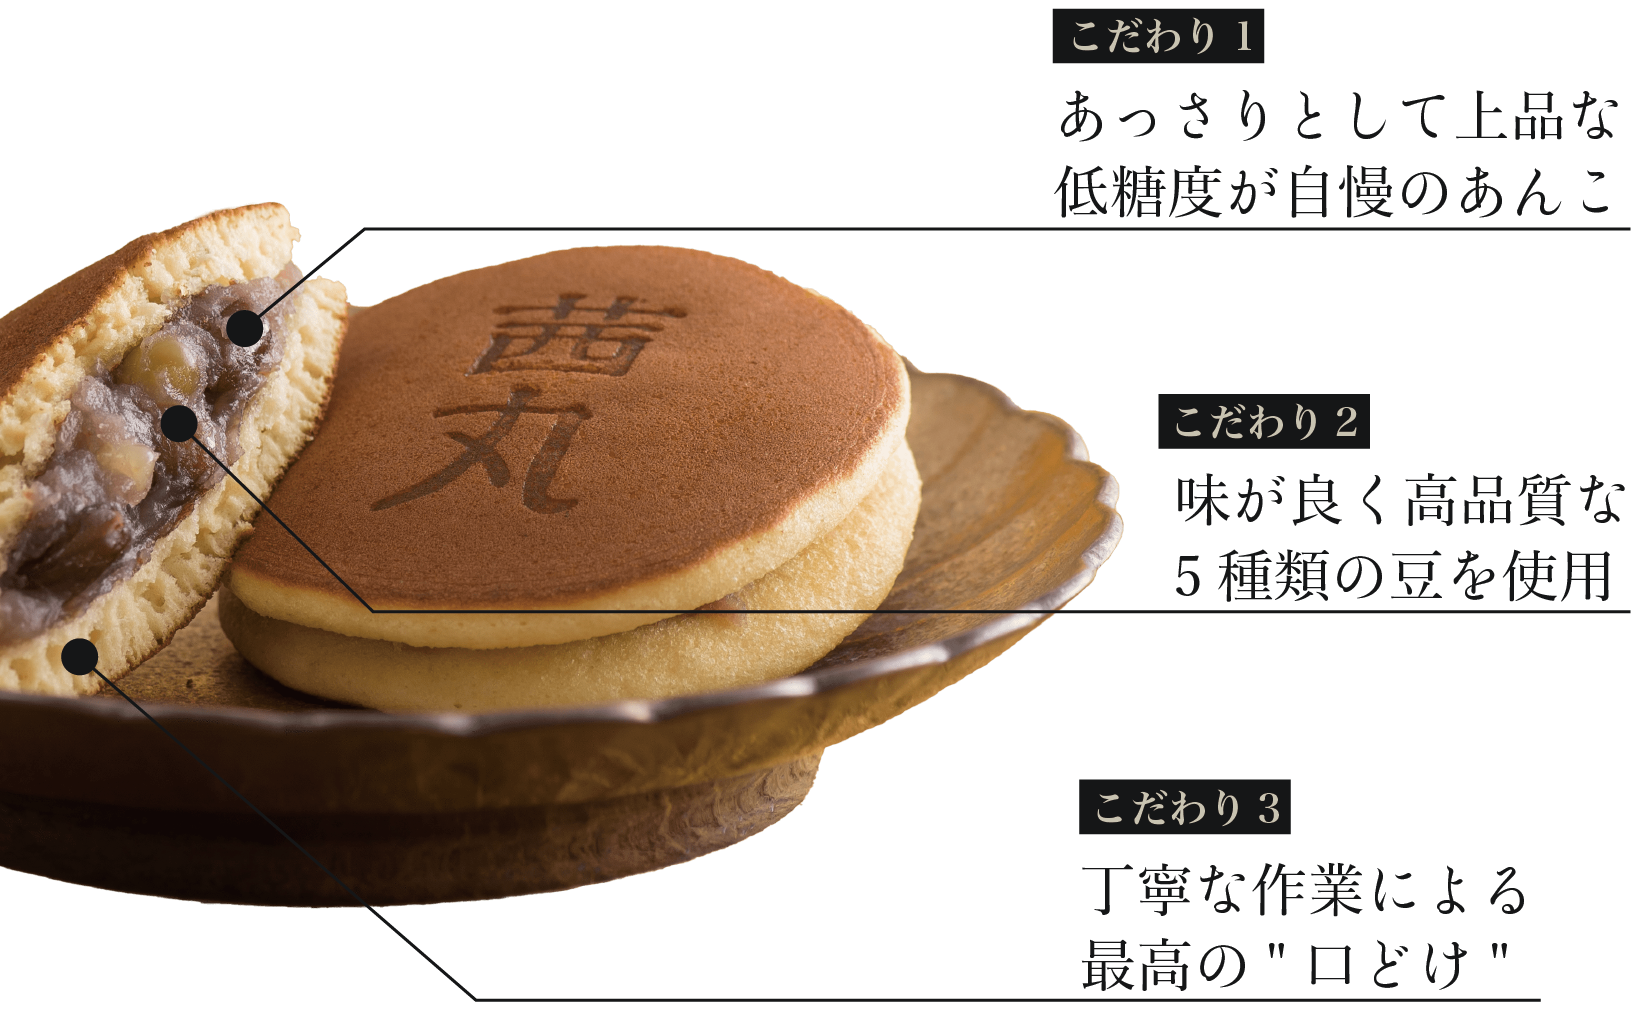 こだわり 1
あっさりとして上品な
低糖度が自慢のあんこ
茜丸
こだわり 2
味が良く高品質な
5 種類の豆を使用
こだわり 3
丁寧な作業による
最高の " 口どけ "